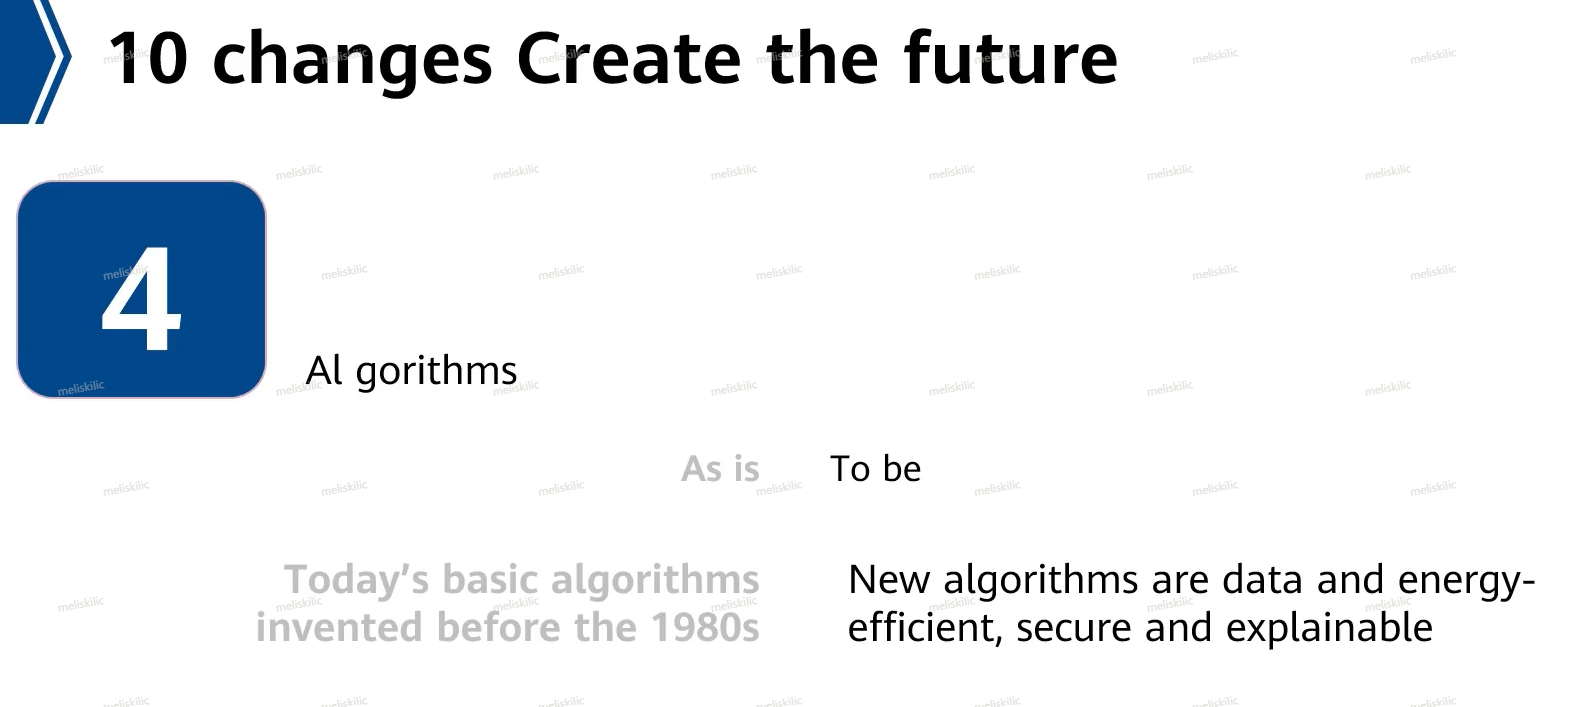 10 changes Create the future
4
Al gorithms
As is
To be
Today’s basic algorithms
invented before the 1980s
New algorithms are data and energy-
efficient, secure and explainable
meliskilic